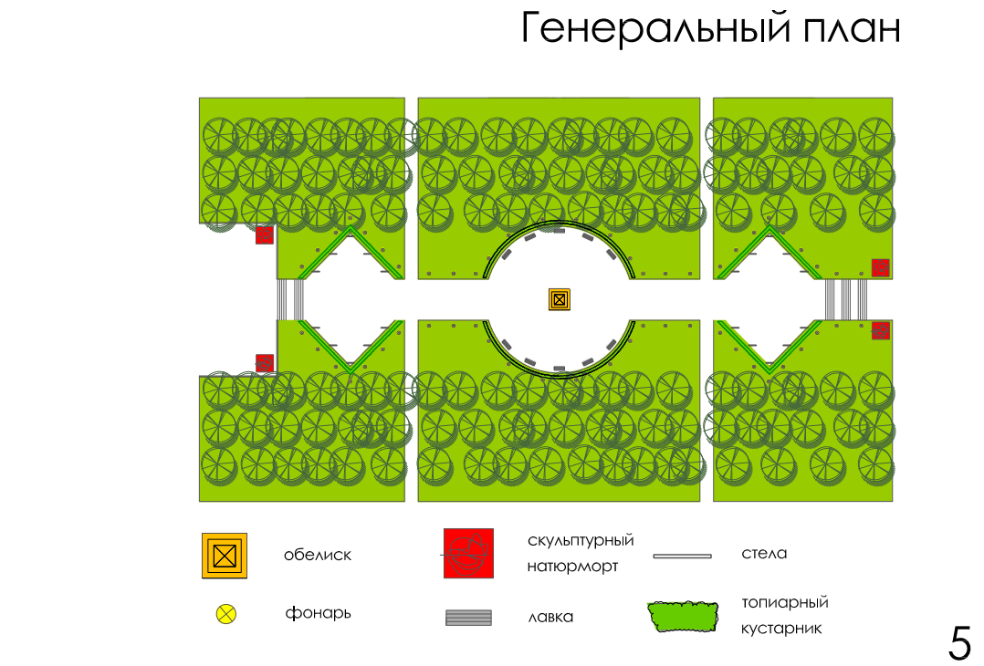 Генеральный план
обелиск
скульптурный
натюрморт
стела
фонарь
лавка
топиарный
кустарник
5